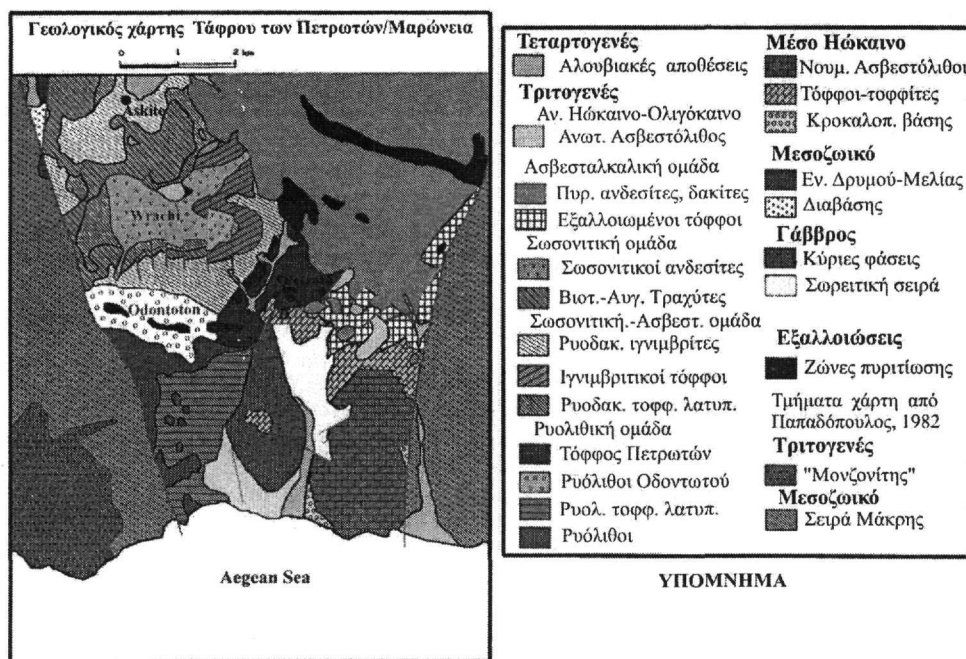 Γεωλογικός χάρτης Τάφρου των Πετρωτών/Μαρώνεια
0 1 2 km
Askite
Wrachi
Odontoton
Aegean Sea
Τεταρτογενές
Αλουβιακές αποθέσεις
Τριτογενές
Αν. Ηώκαινο-Ολιγόκαινο
Ανωτ. Ασβεστόλιθος
Ασβεσταλκαλική ομάδα
Πυρ. ανδεσίτες, δακίτες
Εξαλλοιωμένοι τόφφοι
Σωσονιτική ομάδα
Σωσονιτικοί ανδεσίτες
Βιοτ.-Αυγ. Τραχύτες
Σωσονιτική.-Ασβεστ. ομάδα
Ρυοδακ. ιγνιμβρίτες
Ιγνιμβριτικοί τόφφοι
Ρυοδακ. τοφφ. λατυπ.
Ρυολιθική ομάδα
Τόφφος Πετρωτών
Ρυόλιθοι Οδοντωτού
Ρυολ. τοφφ. λατυπ.
Ρυόλιθοι
Μέσο Ηώκαινο
Νουμ. Ασβεστόλιθοι
Τόφφοι-τοφφίτες
Κροκαλοπ. βάσης
Μεσοζωικό
Εν. Δρυμού-Μελίας
Διαβάσης
Γάββρος
Κύριες φάσεις
Σωρειτική σειρά
Εξαλλοιώσεις
Ζώνες πυριτίωσης
Τμήματα χάρτη από
Παπαδόπουλος, 1982
Τριτογενές
"Μονζονίτης"
Μεσοζωικό
Σειρά Μάκρης
ΥΠΟΜΝΗΜΑ